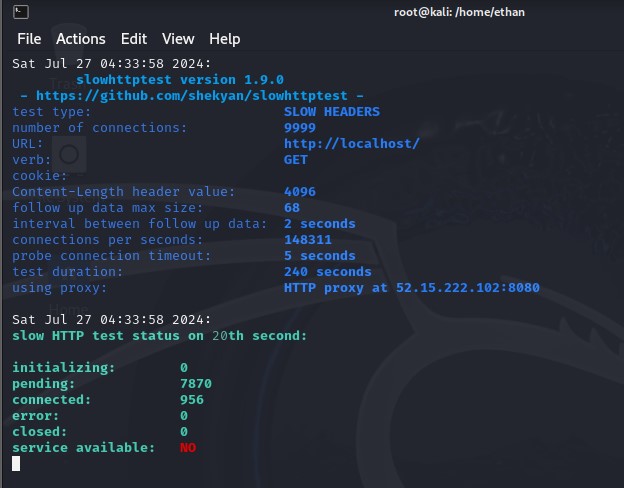 root@kali: /home/ethan
File Actions Edit View Help
Sat Jul 27 04:33:58 2024:
slowhttptest version 1.9.0
- https://github.com/shekyan/slowhttptest -
test type: SLOW HEADERS
number of connections: 9999
URL: http://localhost/
verb: GET
cookie:
Content-Length header value: 4096
follow up data max size: 68
interval between follow up data: 2 seconds
connections per seconds: 148311
probe connection timeout: 5 seconds
test duration: 240 seconds
using proxy: HTTP proxy at 52.15.222.102:8080
Sat Jul 27 04:33:58 2024:
slow HTTP test status on 20th second:
initializing: 0
pending: 7870
connected: 956
error: 0
closed: 0
service available: NO